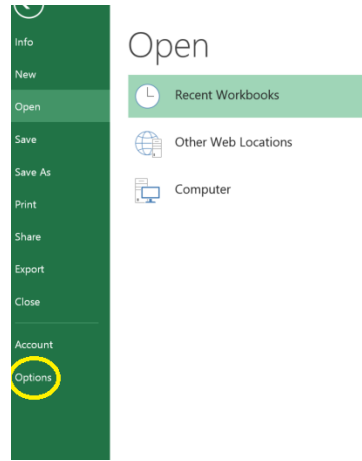 Info
New
Open
Save
Save As
Print
Share
Export
Close
Account
Options
Open
Recent Workbooks
Other Web Locations
Computer